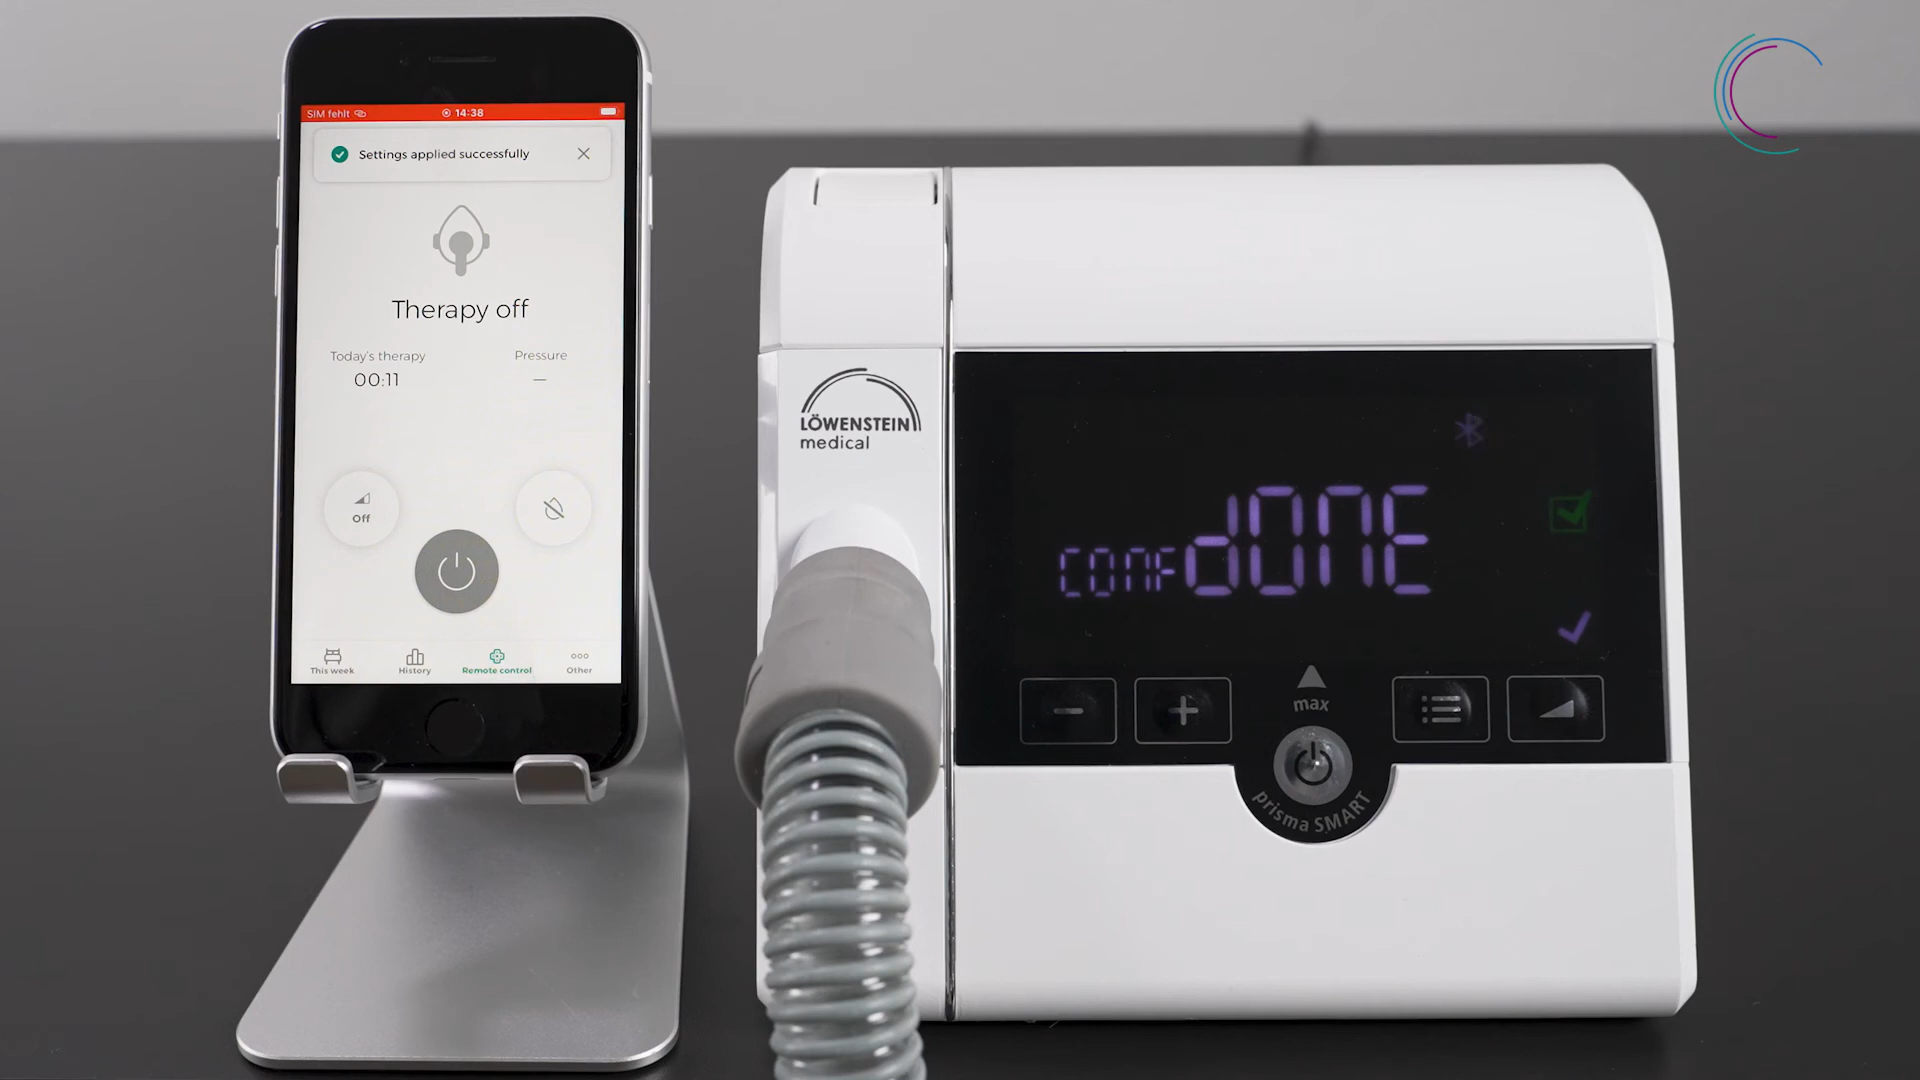 SIM fehlt 14:38
Settings applied successfully
Therapy off
Today's therapy Pressure
00:11 —
Off
This week History Remote control Other
LÖWENSTEIN
medical
CONF dONE
max
prisma SMART